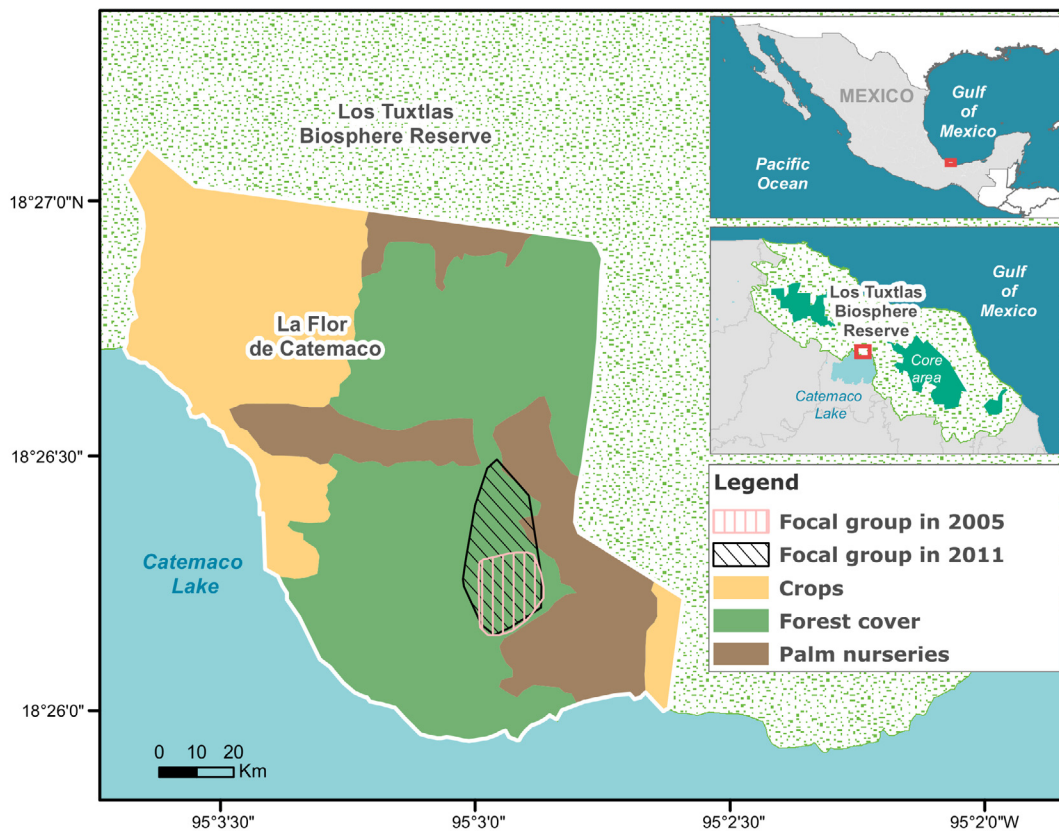 Los Tuxtlas
Biosphere Reserve
La Flor
de Catemaco
Catemaco
Lake
0 10 20
Km
18°27'0"N
18°26'30"
18°26'0"
95°3'30"
95°3'0"
95°2'30"
95°2'0"W
MEXICO
Gulf
of
Mexico
Pacific
Ocean
Gulf
of
Mexico
Los Tuxtlas
Biosphere
Reserve
Core
area
Catemaco
Lake
Legend
Focal group in 2005
Focal group in 2011
Crops
Forest cover
Palm nurseries